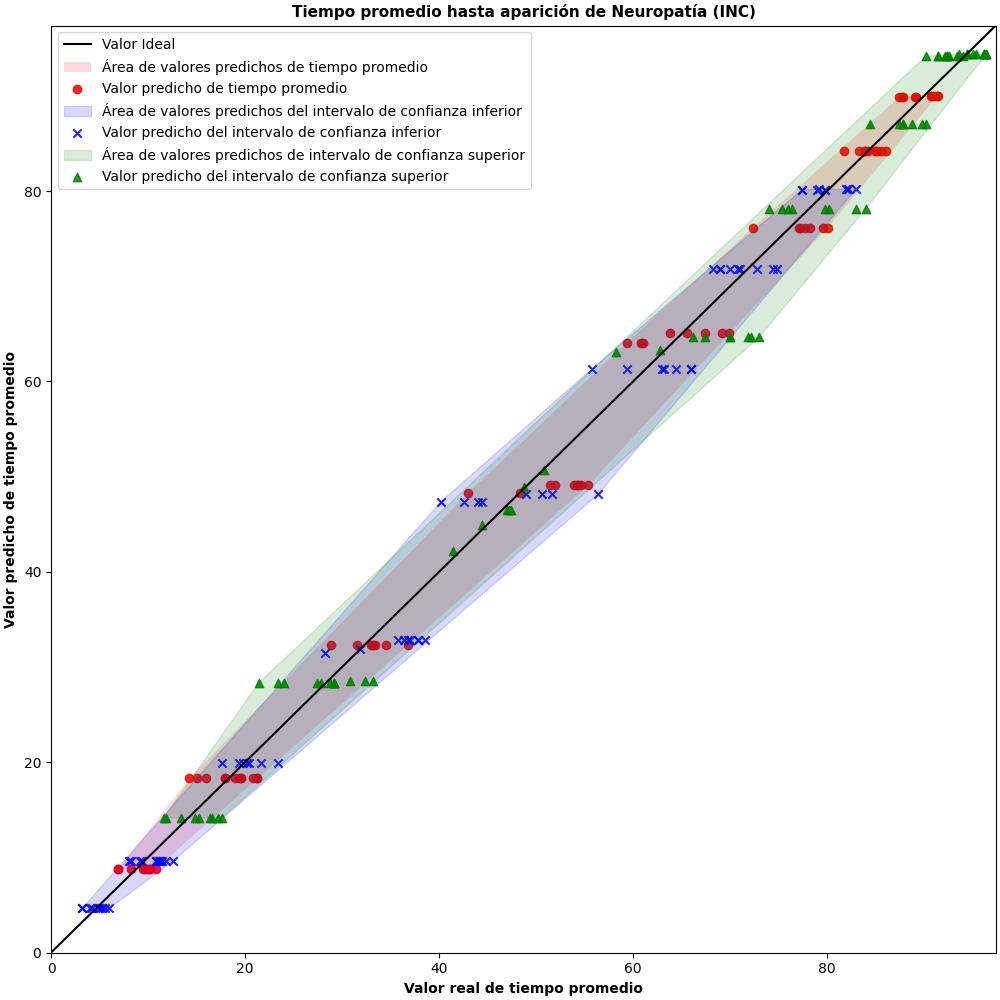 Tiempo promedio hasta aparición de Neuropatía (INC)
Valor Ideal
Área de valores predichos de tiempo promedio
Valor predicho de tiempo promedio
Área de valores predichos del intervalo de confianza inferior
Valor predicho del intervalo de confianza inferior
Área de valores predichos de intervalo de confianza superior
Valor predicho del intervalo de confianza superior
Valor predicho de tiempo promedio
80
60
40
20
0
0 20 40 60 80
Valor real de tiempo promedio